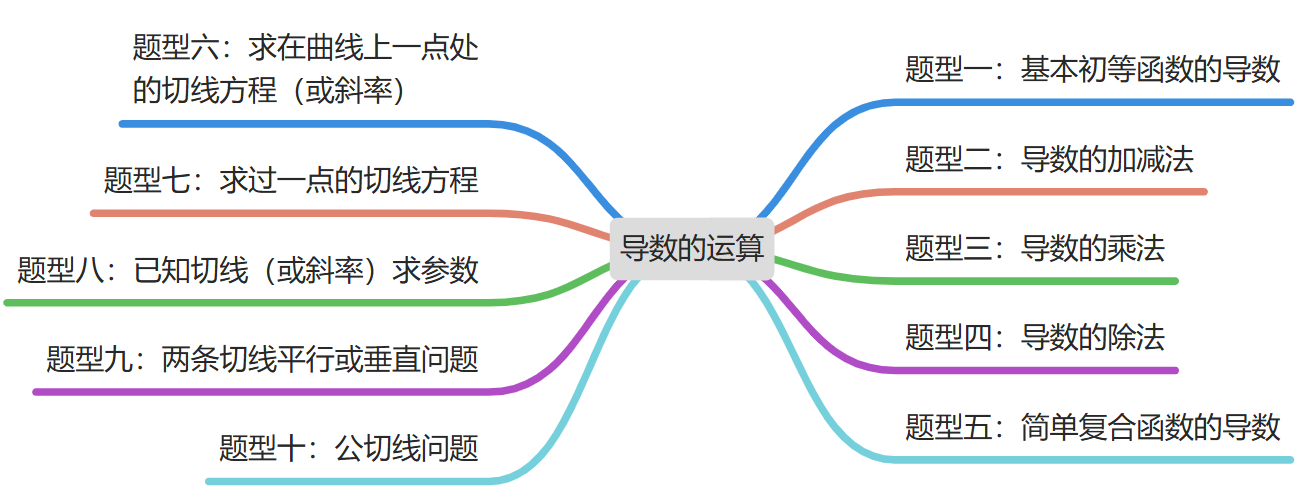 导数的运算
题型一：基本初等函数的导数
题型二：导数的加减法
题型三：导数的乘法
题型四：导数的除法
题型五：简单复合函数的导数
题型六：求在曲线上一点处
的切线方程（或斜率）
题型七：求过一点的切线方程
题型八：已知切线（或斜率）求参数
题型九：两条切线平行或垂直问题
题型十：公切线问题